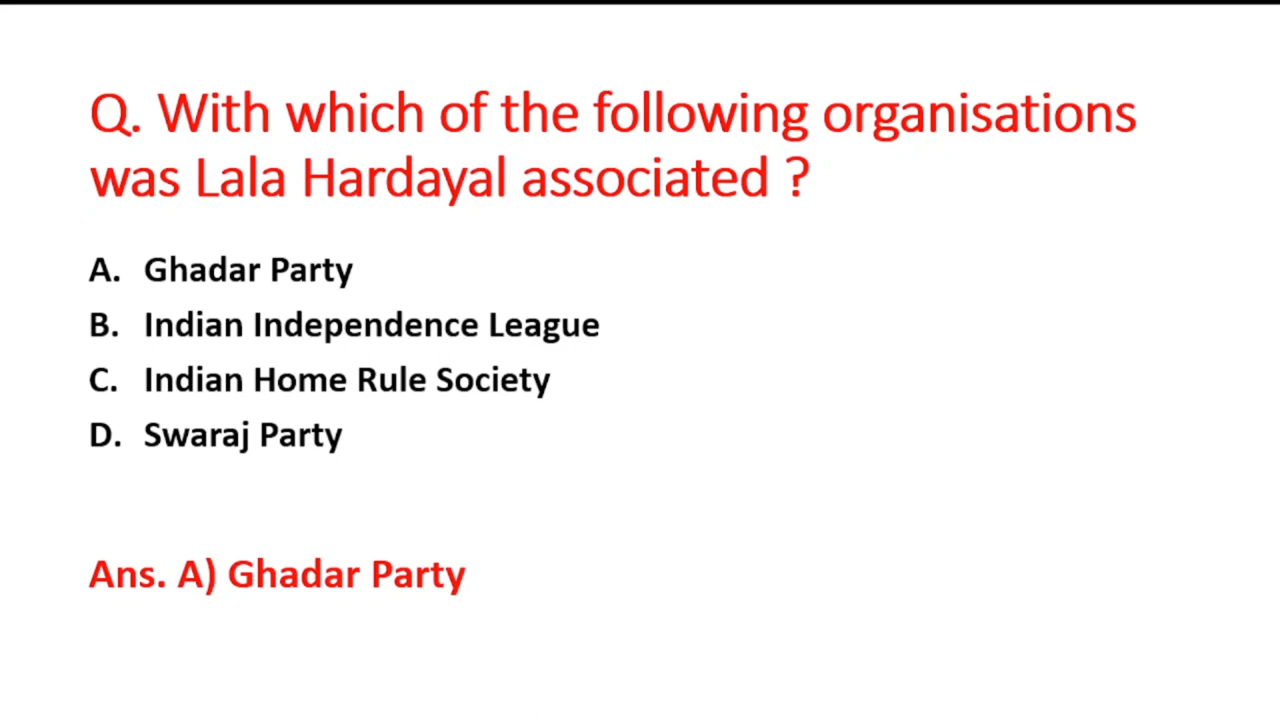 Q. With which of the following organisations
was Lala Hardayal associated ?
A. Ghadar Party
B. Indian Independence League
C. Indian Home Rule Society
D. Swaraj Party
Ans. A) Ghadar Party